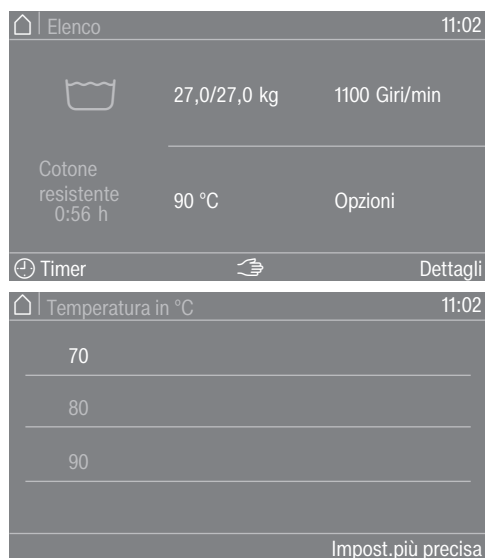 Elenco 11:02
27,0/27,0 kg 1100 Giri/min
Cotone
resistente
0:56 h
90 °C Opzioni
Timer Dettagli
Temperatura in °C 11:02
70
80
90
Impost.più precisa